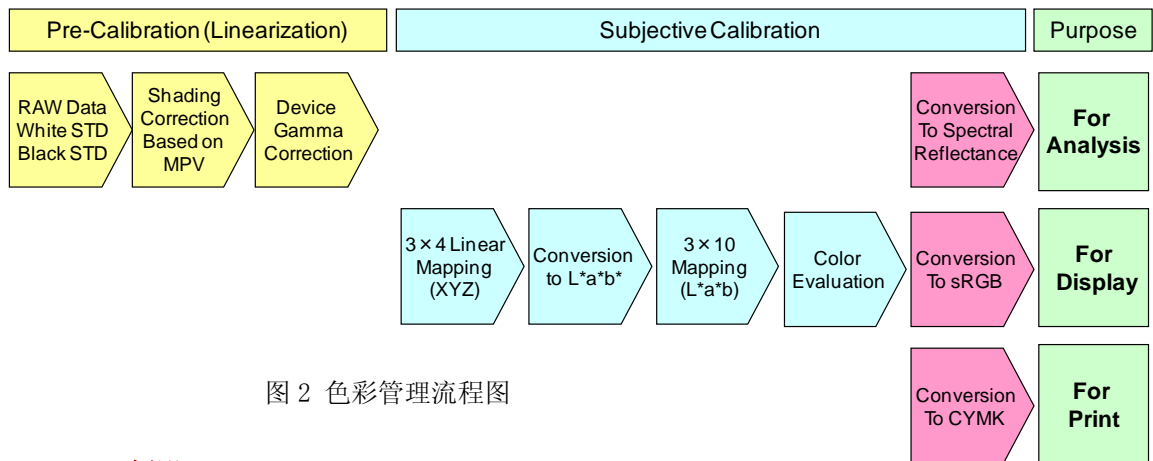 Pre-Calibration (Linearization)
Subjective Calibration
Purpose
RAW Data
White STD
Black STD
Shading
Correction
Based on
MPV
Device
Gamma
Correction
Conversion
To Spectral
Reflectance
For
Analysis
3×4 Linear
Mapping
(XYZ)
Conversion
to L*a*b*
3×10
Mapping
(L*a*b)
Color
Evaluation
Conversion
To sRGB
For
Display
图 2 色彩管理流程图
Conversion
To CYMK
For
Print